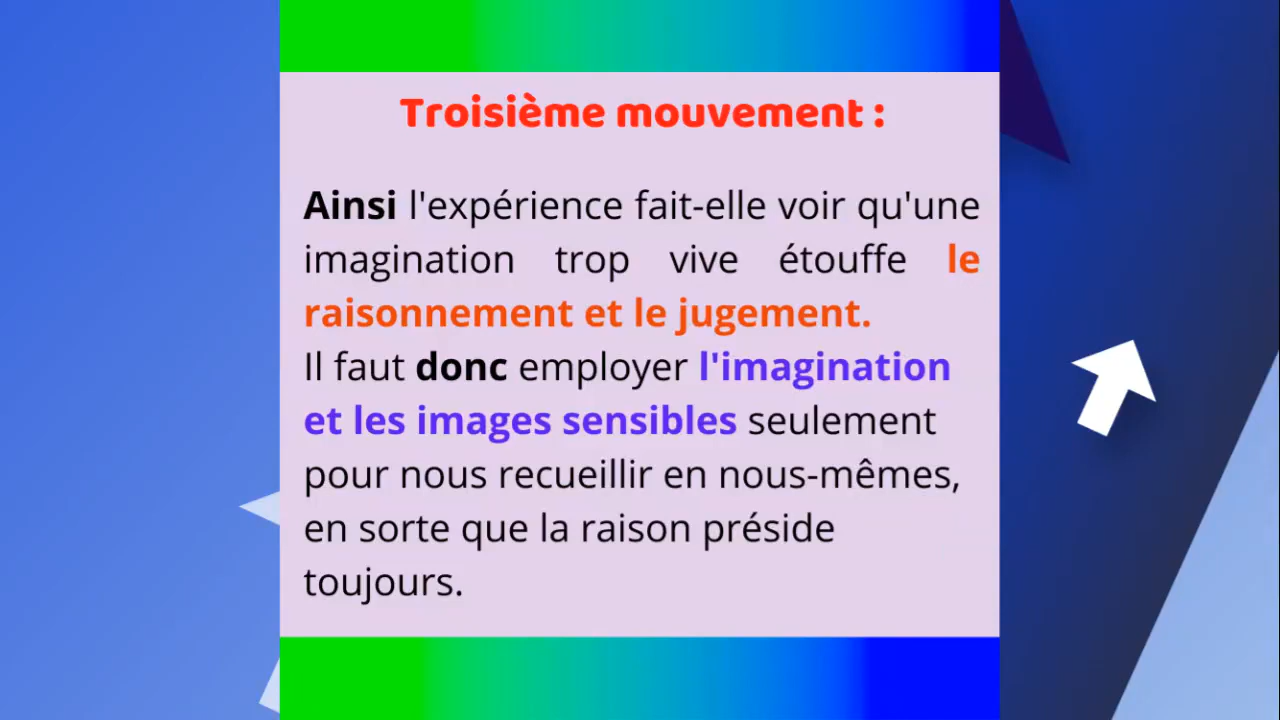 Troisième mouvement :
Ainsi l'expérience fait-elle voir qu'une
imagination trop vive étouffe le
raisonnement et le jugement.
Il faut donc employer l'imagination
et les images sensibles seulement
pour nous recueillir en nous-mêmes,
en sorte que la raison préside
toujours.